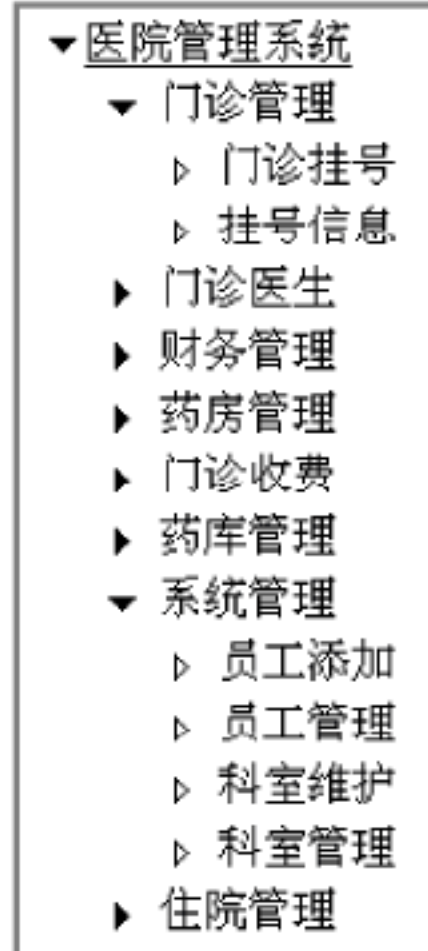 医院管理系统
门诊管理
门诊挂号
挂号信息
门诊医生
财务管理
药房管理
门诊收费
药库管理
系统管理
员工添加
员工管理
科室维护
科室管理
住院管理